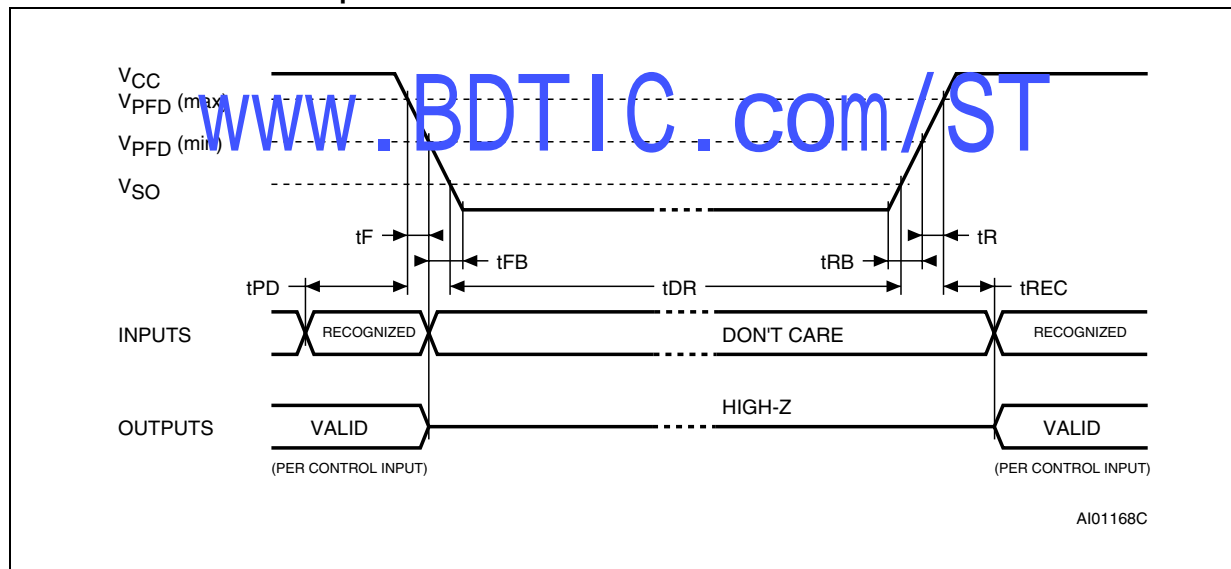 VCC
VPFD (max)
www.BDTIC.com/ST
VPFD (min)
VSO
tF
tR
tFB
tRB
tPD
tDR
tREC
INPUTS
RECOGNIZED
DON'T CARE
RECOGNIZED
HIGH-Z
OUTPUTS
VALID
VALID
(PER CONTROL INPUT)
(PER CONTROL INPUT)
AI01168C